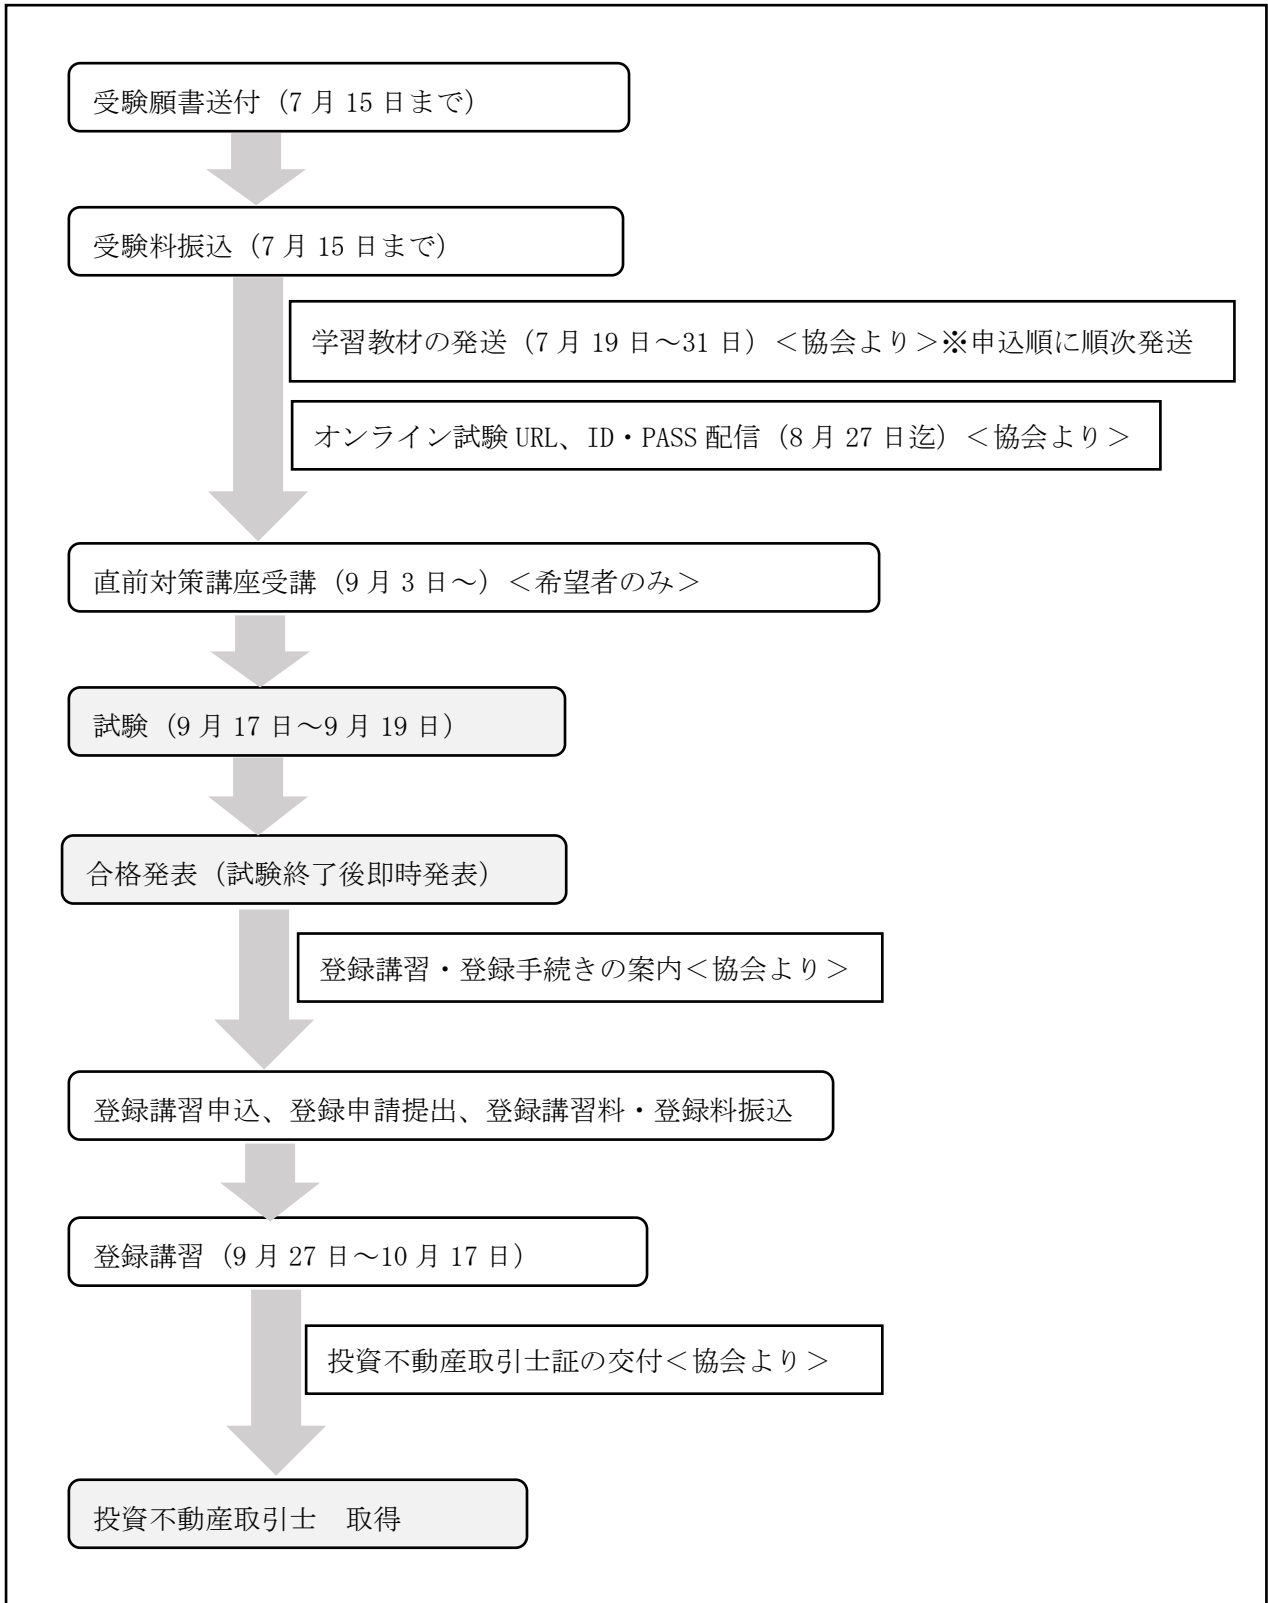 受験願書送付（7月15日まで）
受験料振込（7月15日まで）
学習教材の発送（7月19日～31日）＜協会より＞※申込順に順次発送
オンライン試験URL、ID・PASS配信（8月27日迄）＜協会より＞
直前対策講座受講（9月3日～）＜希望者のみ＞
試験（9月17日～9月19日）
合格発表（試験終了後即時発表）
登録講習・登録手続きの案内＜協会より＞
登録講習申込、登録申請提出、登録講習料・登録料振込
登録講習（9月27日～10月17日）
投資不動産取引士証の交付＜協会より＞
投資不動産取引士　取得